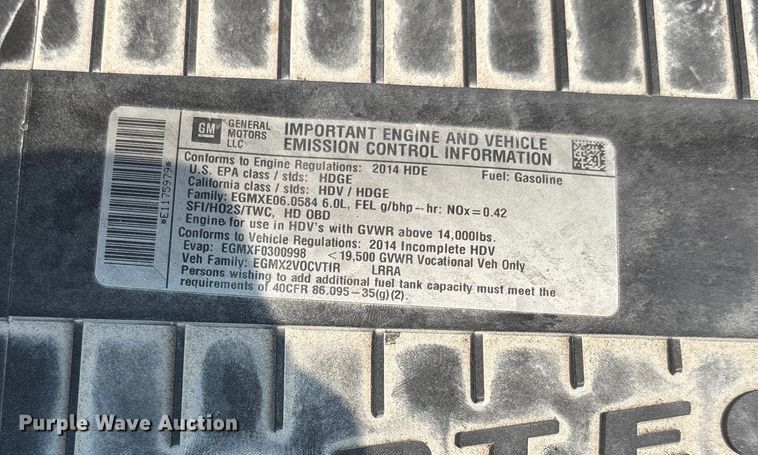 GM
GENERAL
MOTORS
LLC
IMPORTANT ENGINE AND VEHICLE
EMISSION CONTROL INFORMATION
Conforms to Engine Regulations: 2014 HDE
Fuel: Gasoline
U.S. EPA class / stds: HDGE
California class / stds: HDV / HDGE
Family: EGMXE06.0584 6.0L, FEL g/bhp-hr: NOx=0.42
SFI/HO2S/TWC, HD OBD
Engine for use in HDV's with GVWR above 14,000lbs.
Conforms to Vehicle Regulations: 2014 Incomplete HDV
Evap: EGMXF0300998 <19,500 GVWR Vocational Veh Only
Veh Family: EGMX2VOCVTIR LRRA
Persons wishing to add additional fuel tank capacity must meet the
requirements of 40CFR 86.095-35(g)(2).
*E1175979*
Purple Wave Auction